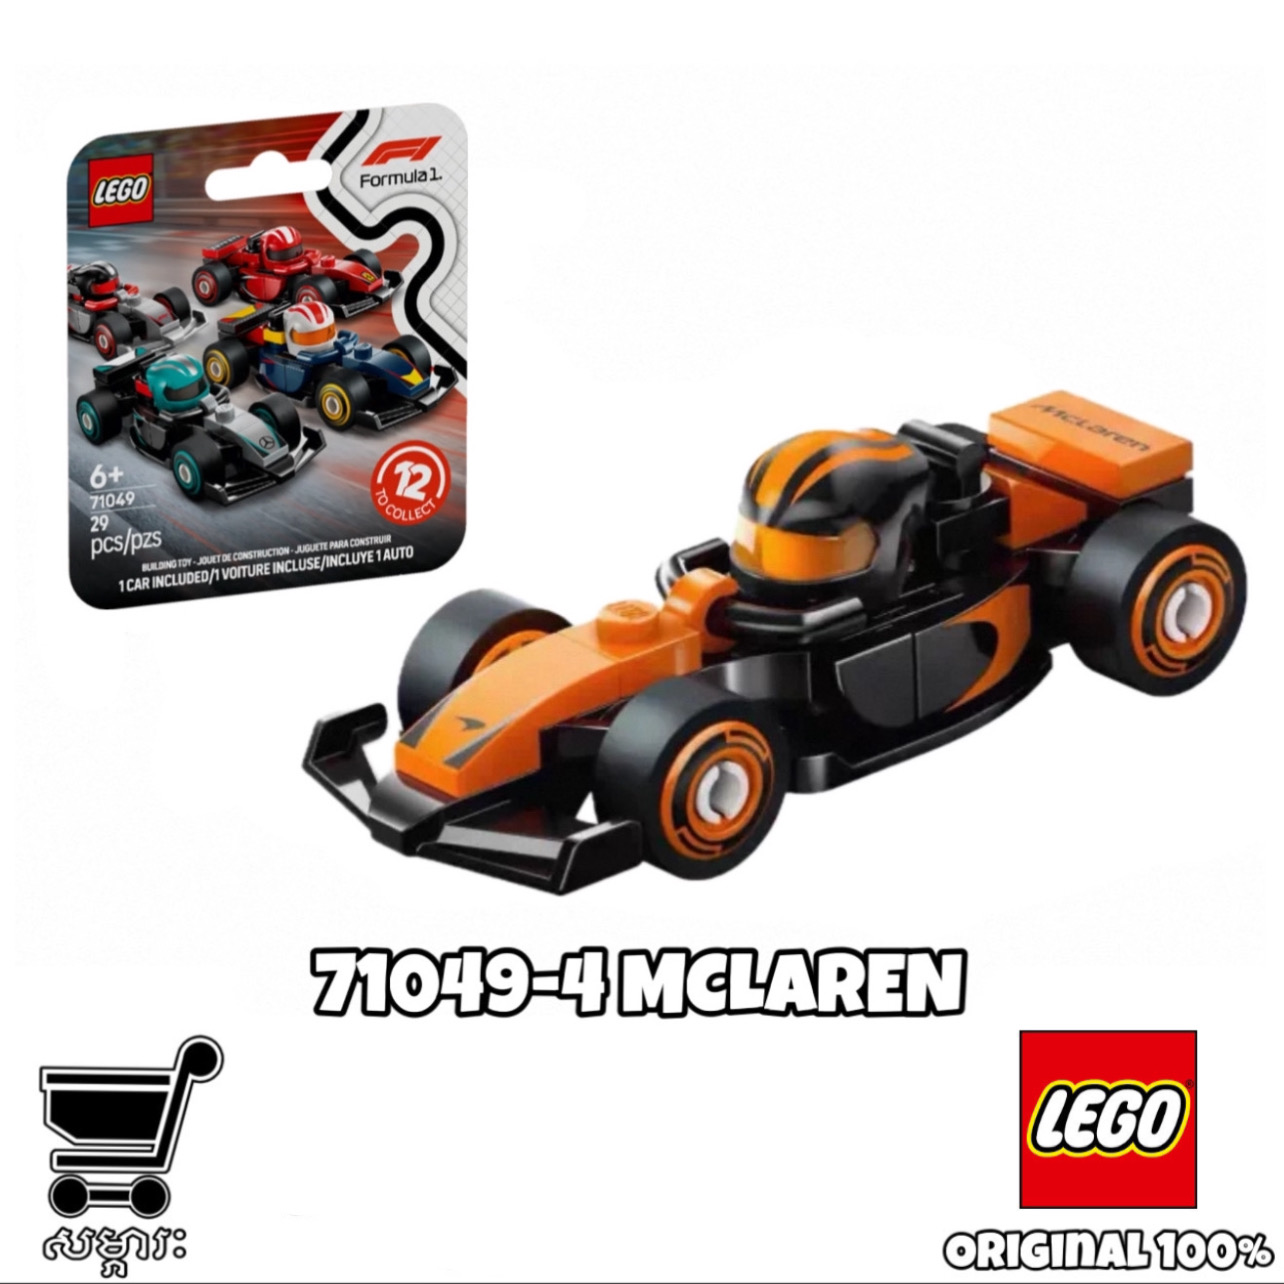 LEGO
F1
Formula 1.
6+
71049
29
pcs/pzs
12
TO COLLECT
BUILDING TOY - JOUET DE CONSTRUCTION - JUGUETE PARA CONSTRUIR
1 CAR INCLUDED/1 VOITURE INCLUSE/INCLUYE 1 AUTO
McLaren
71049-4 MCLAREN
សម្ភារៈ
LEGO
ORIGINAL 100%